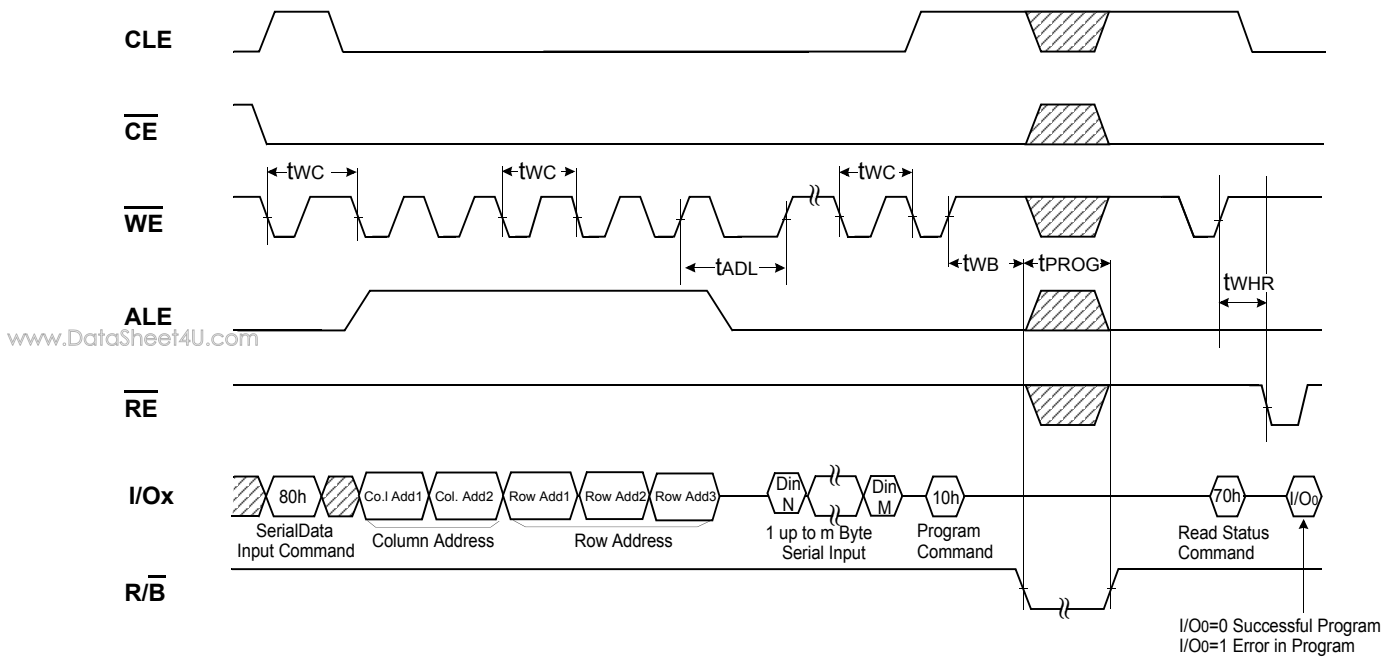 CLE
CE
tWC
tWC
tWC
WE
tADL
tWB
tPROG
tWHR
ALE
www.DataSheet4U.com
RE
I/Ox
80h
Co.l Add1
Col. Add2
Row Add1
Row Add2
Row Add3
Din
N
Din
M
10h
70h
I/O0
SerialData
Input Command
Column Address
Row Address
1 up to m Byte
Serial Input
Program
Command
Read Status
Command
R/B
I/O0=0 Successful Program
I/O0=1 Error in Program